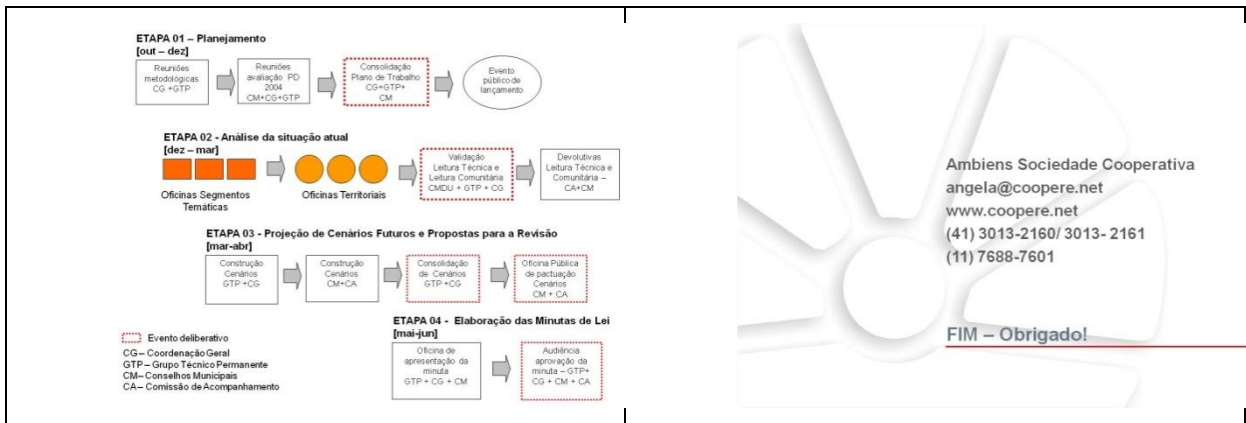 ETAPA 01 – Planejamento
[out – dez]
Reuniões
metodológicas
CG +GTP
Reuniões
avaliação PD
2004
CM+CG+GTP
Consolidação
Plano de Trabalho
CG+GTP+
CM
Evento
público de
lançamento
ETAPA 02 - Análise da situação atual
[dez – mar]
Oficinas Segmentos
Temáticas
Oficinas Territoriais
Validação
Leitura Técnica e
Leitura Comunitária
CMDU + GTP + CG
Devolutivas
Leitura Técnica e
Comunitária –
CA+CM
ETAPA 03 - Projeção de Cenários Futuros e Propostas para a Revisão
[mar-abr]
Construção
Cenários
GTP +CG
Construção
Cenários
CM+CA
Consolidação
de Cenários
GTP +CG
Oficina Pública
de pactuação
Cenários
CM + CA
ETAPA 04 - Elaboração das Minutas de Lei
[mai-jun]
Oficina de
apresentação da
minuta
GTP + CG + CM
Audiência
aprovação da
minuta – GTP+
CG + CM + CA
Evento deliberativo
CG – Coordenação Geral
GTP – Grupo Técnico Permanente
CM – Conselhos Municipais
CA – Comissão de Acompanhamento
Ambiens Sociedade Cooperativa
angela@coopere.net
www.coopere.net
(41) 3013-2160/ 3013- 2161
(11) 7688-7601
FIM – Obrigado!